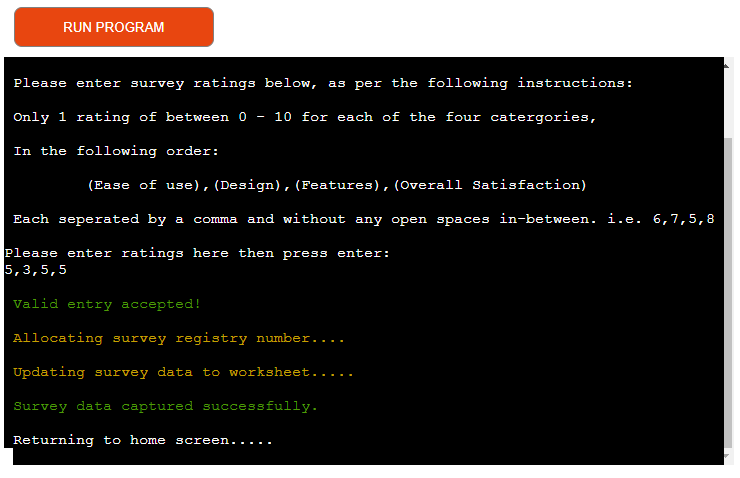 RUN PROGRAM
Please enter survey ratings below, as per the following instructions:
Only 1 rating of between 0 - 10 for each of the four catergories,
In the following order:
(Ease of use),(Design),(Features),(Overall Satisfaction)
Each seperated by a comma and without any open spaces in-between. i.e. 6,7,5,8
Please enter ratings here then press enter:
5,3,5,5
Valid entry accepted!
Allocating survey registry number....
Updating survey data to worksheet.....
Survey data captured successfully.
Returning to home screen.....